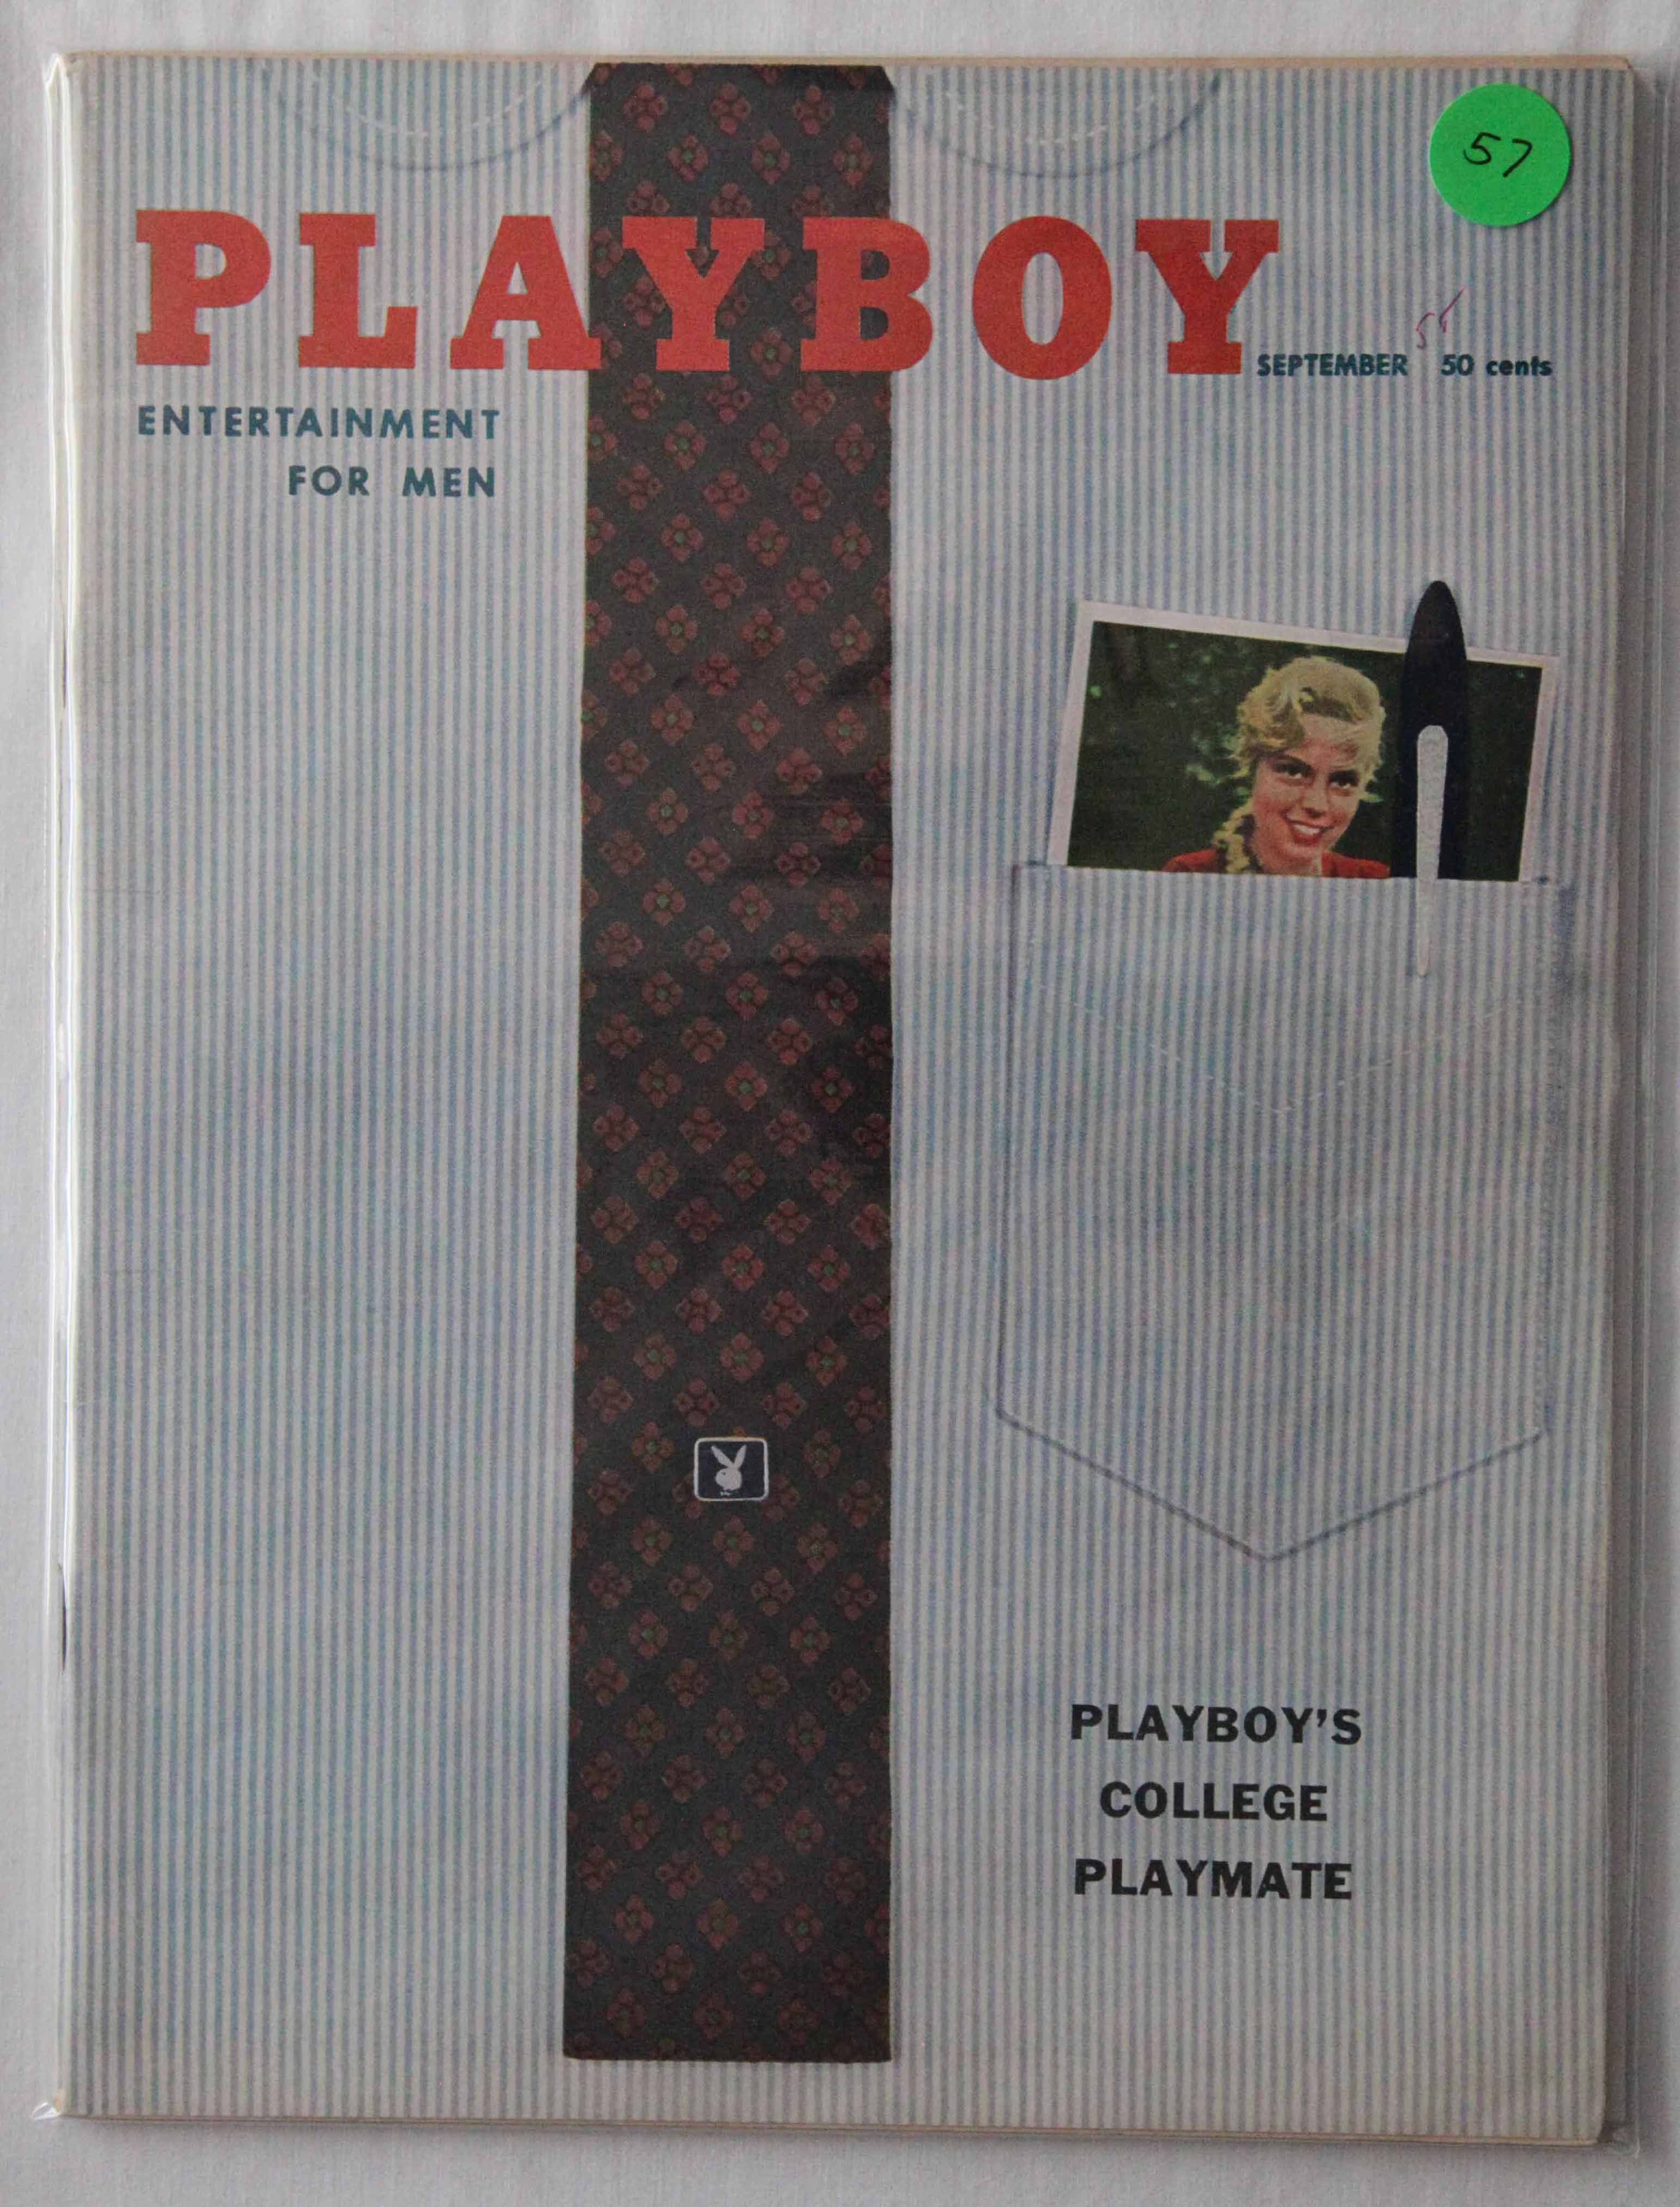 57
PLAYBOY
SEPTEMBER 50 cents
ENTERTAINMENT
FOR MEN
PLAYBOY'S
COLLEGE
PLAYMATE